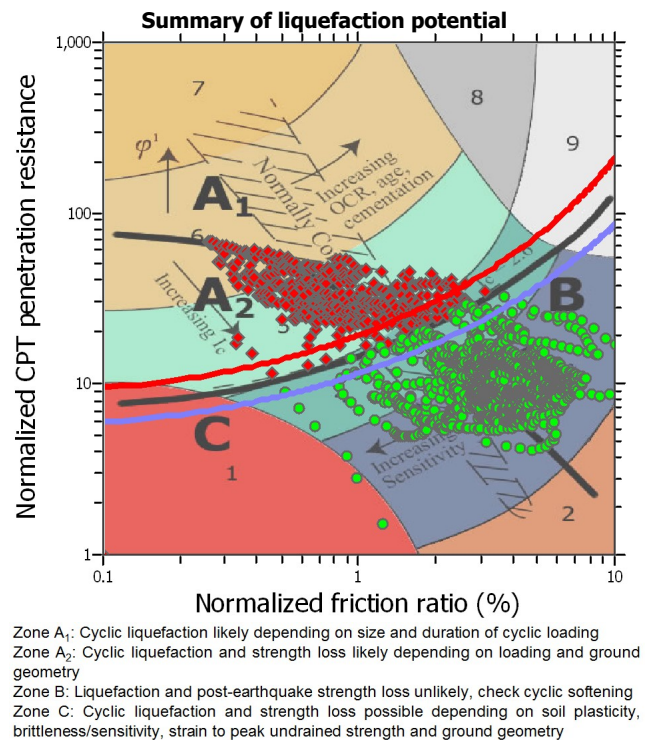 Summary of liquefaction potential
1,000
100
10
1
0.1
1
10
Normalized CPT penetration resistance
Normalized friction ratio (%)
7
8
9
φ'
Normally Co
Increasing
OCR, age,
cementation
A1
6
A2
5
Increasing Ic
2.6
B
C
1
Increasing
Sensitivity
2
Zone A1: Cyclic liquefaction likely depending on size and duration of cyclic loading
Zone A2: Cyclic liquefaction and strength loss likely depending on loading and ground
geometry
Zone B: Liquefaction and post-earthquake strength loss unlikely, check cyclic softening
Zone C: Cyclic liquefaction and strength loss possible depending on soil plasticity,
brittleness/sensitivity, strain to peak undrained strength and ground geometry